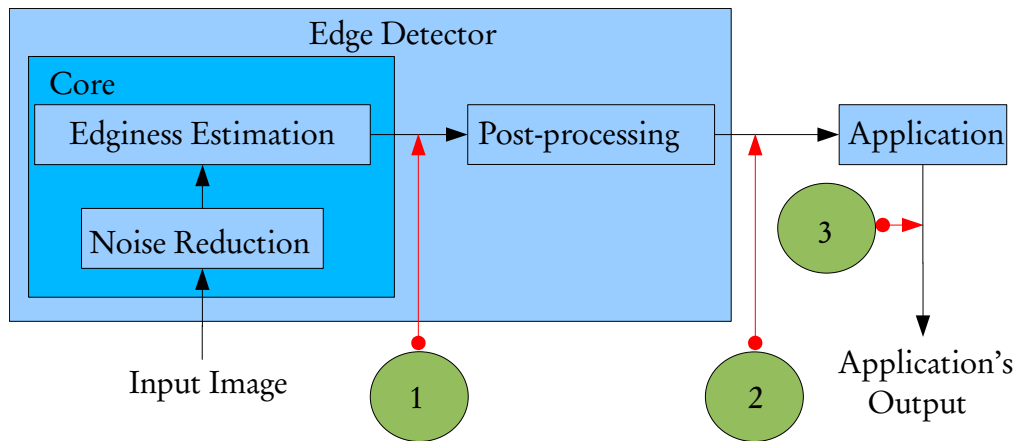 Edge Detector
Core
Edginess Estimation
Post-processing
Application
Noise Reduction
3
Input Image
1
2
Application's
Output